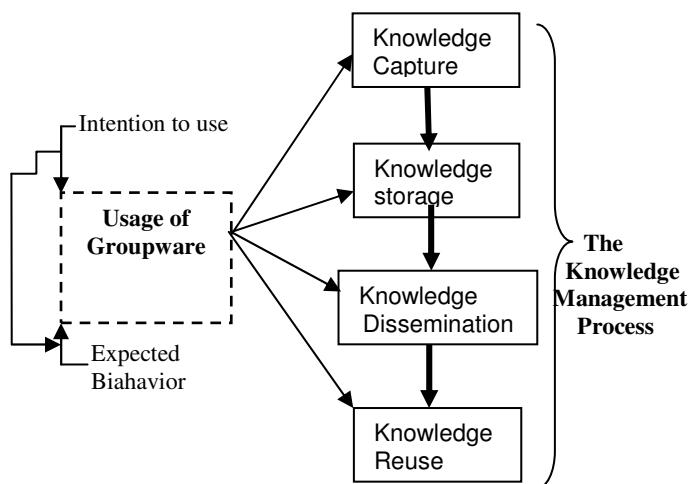 Knowledge
Capture
Intention to use
Knowledge
storage
Usage of
Groupware
The
Knowledge
Management
Process
Knowledge
Dissemination
Expected
Biahavior
Knowledge
Reuse